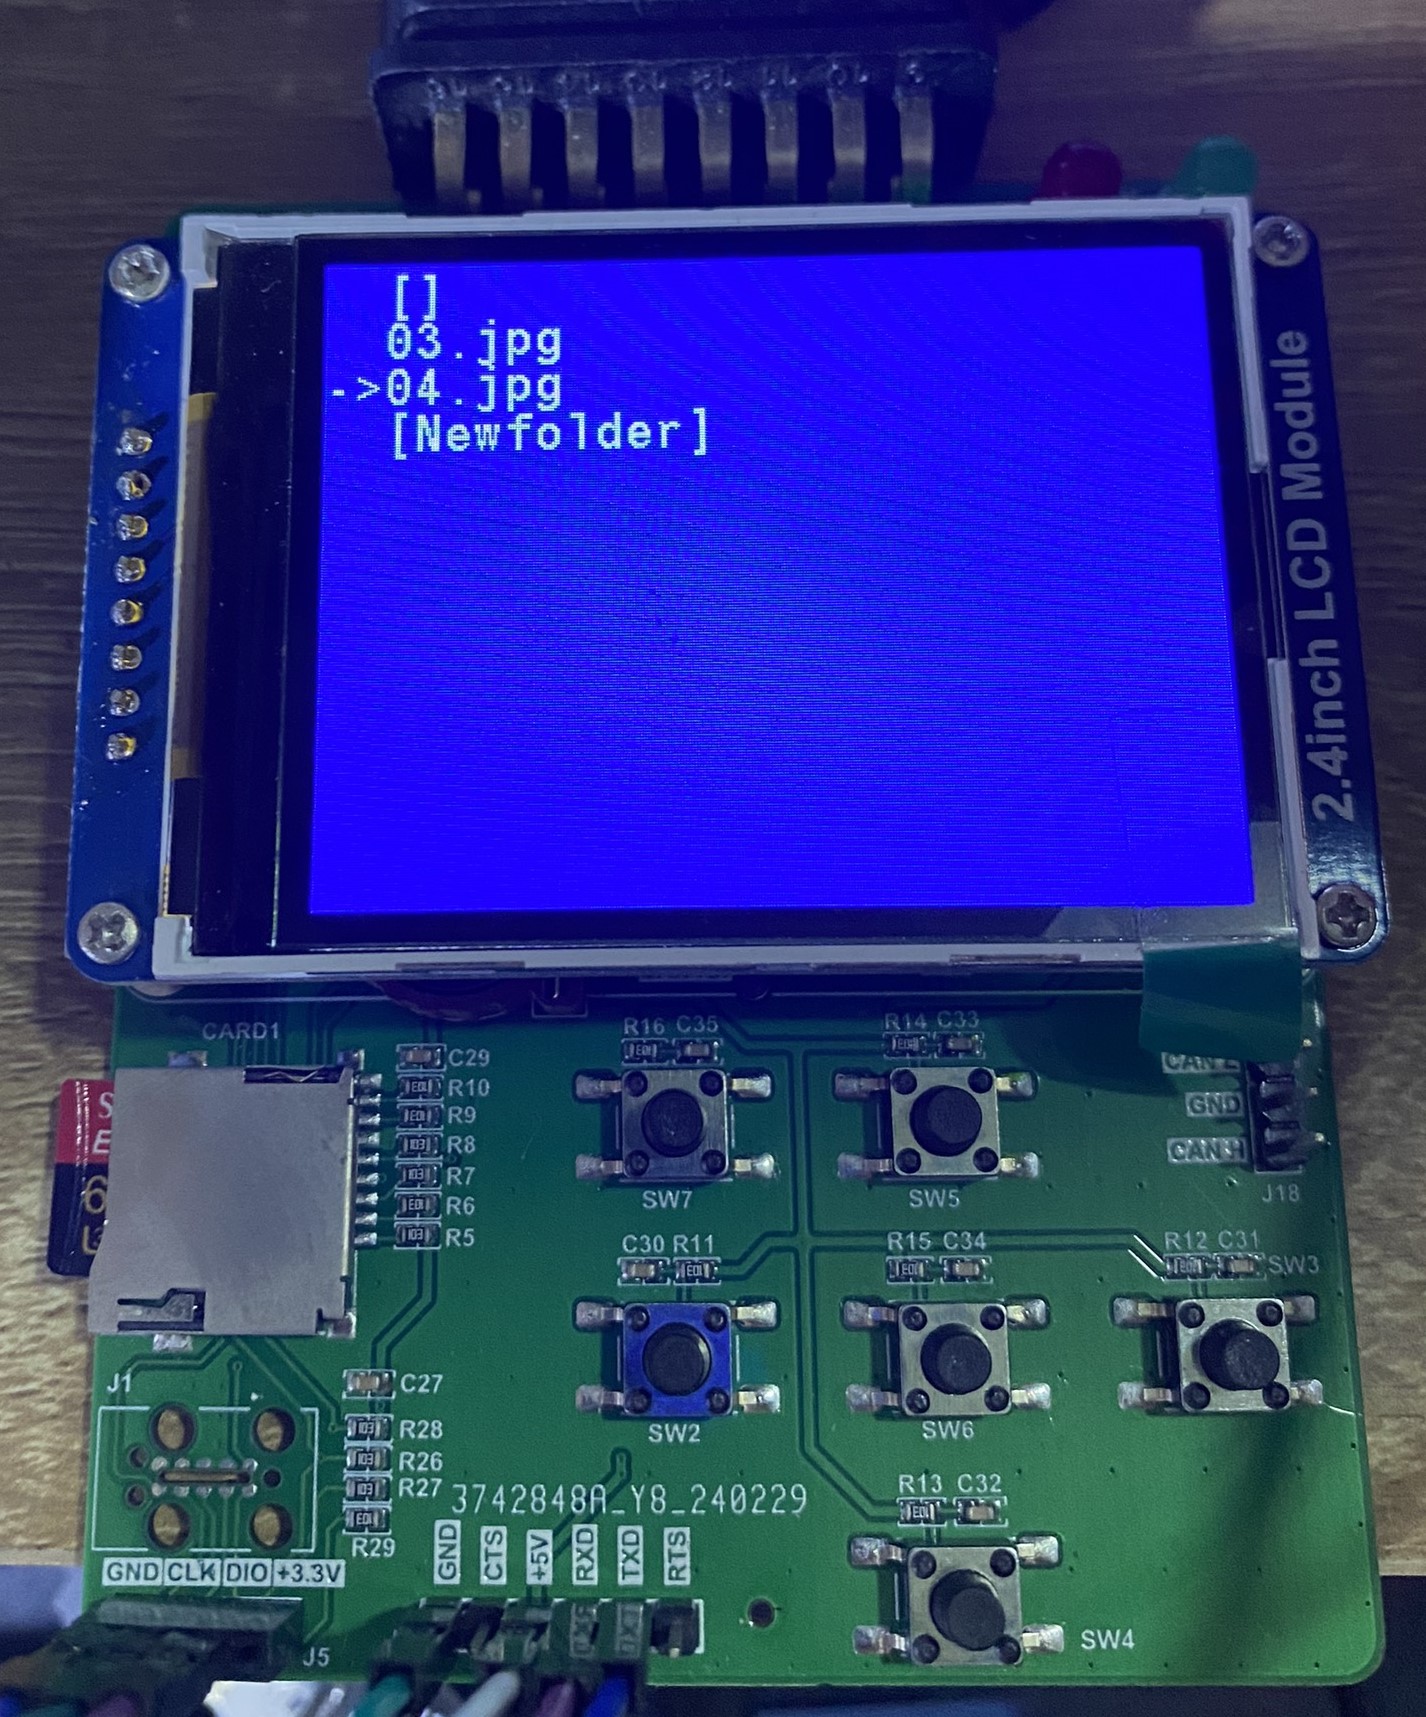 []
03.jpg
->04.jpg
[Newfolder]
2.4inch LCD Module
CARD1
C29
R10
R9
R8
R7
R6
R5
R16 C35
SW7
R14 C33
SW5
GND
CAN H
J18
C30 R11
SW2
R15 C34
SW6
R12 C31
SW3
J1
C27
R28
R26
R27
R29
GND CLK DIO +3.3V
J5
3742848A_Y8_240229
GND CTS +5V RXD TXD RTS
R13 C32
SW4